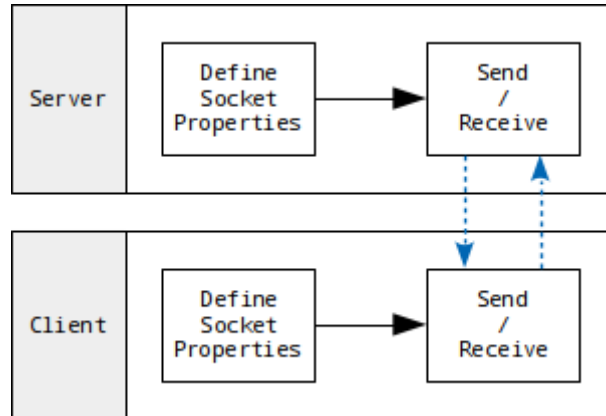 Server
Define
Socket
Properties
Send
/
Receive
Client
Define
Socket
Properties
Send
/
Receive